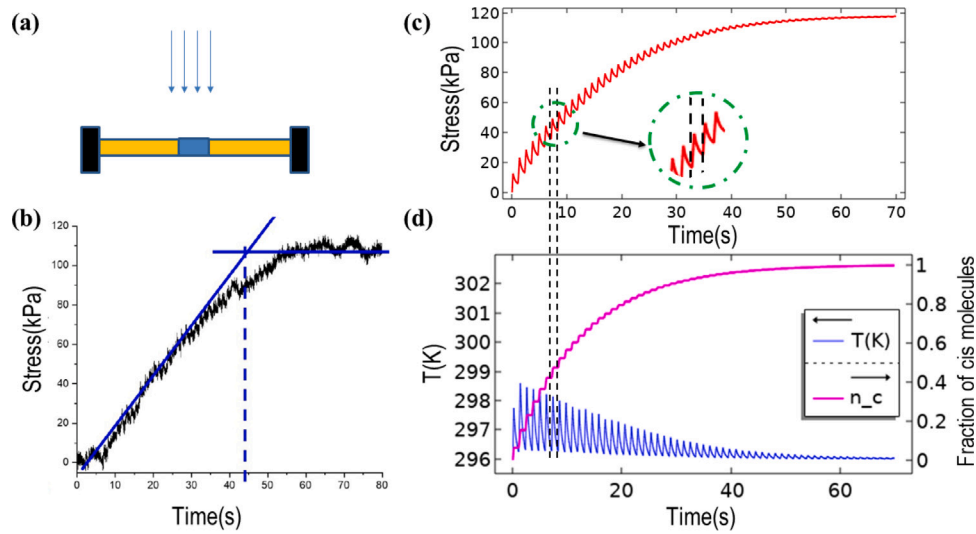 (a)
(b)
120
110
100
80
60
40
20
0
Stress(kPa)
0 10 20 30 40 50 60 70 80
Time(s)
(c)
120
100
80
60
40
20
0
Stress(kPa)
0 10 20 30 40 50 60 70
Time(s)
(d)
302
301
300
299
298
297
296
T(K)
0 20 40 60
Time(s)
1
0.8
0.6
0.4
0.2
0
Fraction of cis molecules
T(K)
n_c